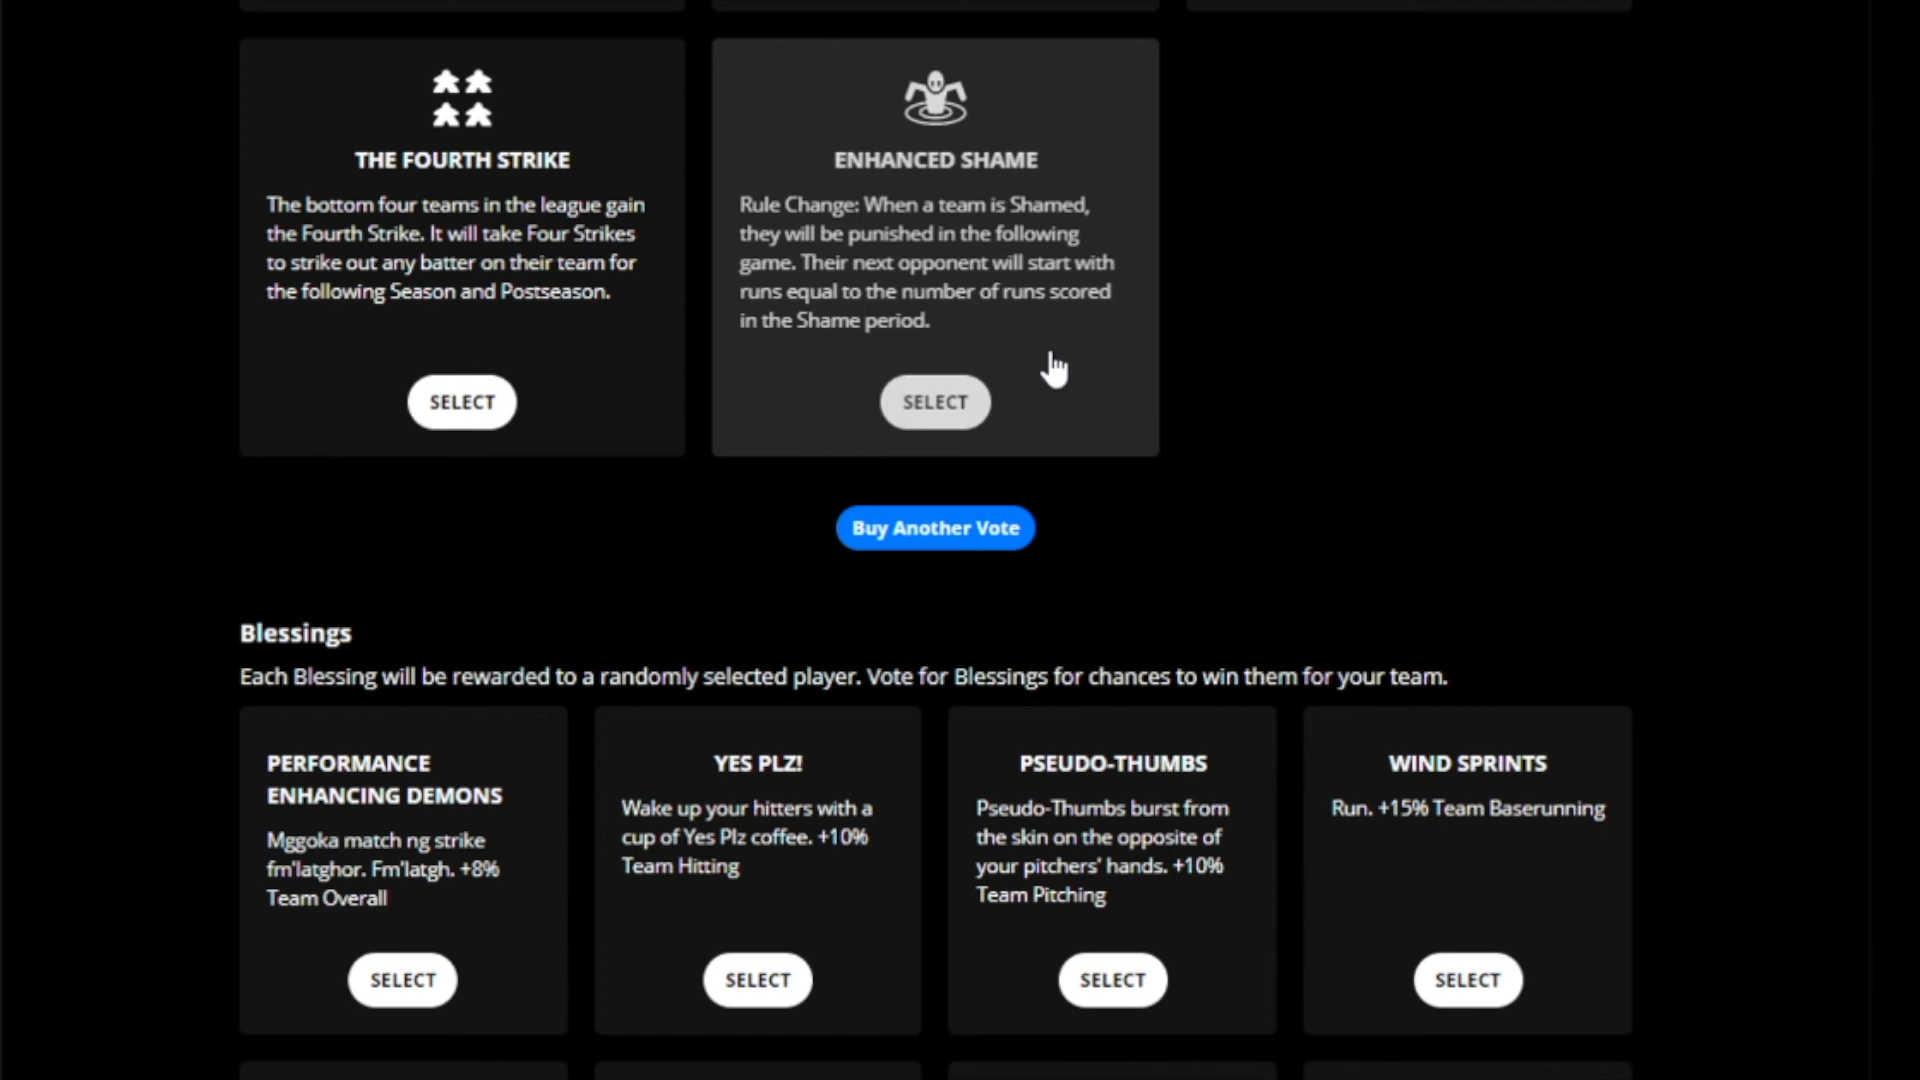 THE FOURTH STRIKE
The bottom four teams in the league gain
the Fourth Strike. It will take Four Strikes
to strike out any batter on their team for
the following Season and Postseason.
SELECT
ENHANCED SHAME
Rule Change: When a team is Shamed,
they will be punished in the following
game. Their next opponent will start with
runs equal to the number of runs scored
in the Shame period.
SELECT
Buy Another Vote
Blessings
Each Blessing will be rewarded to a randomly selected player. Vote for Blessings for chances to win them for your team.
PERFORMANCE
ENHANCING DEMONS
Mggoka match ng strike
fm'latghor. Fm'latgh. +8%
Team Overall
SELECT
YES PLZ!
Wake up your hitters with a
cup of Yes Plz coffee. +10%
Team Hitting
SELECT
PSEUDO-THUMBS
Pseudo-Thumbs burst from
the skin on the opposite of
your pitchers' hands. +10%
Team Pitching
SELECT
WIND SPRINTS
Run. +15% Team Baserunning
SELECT